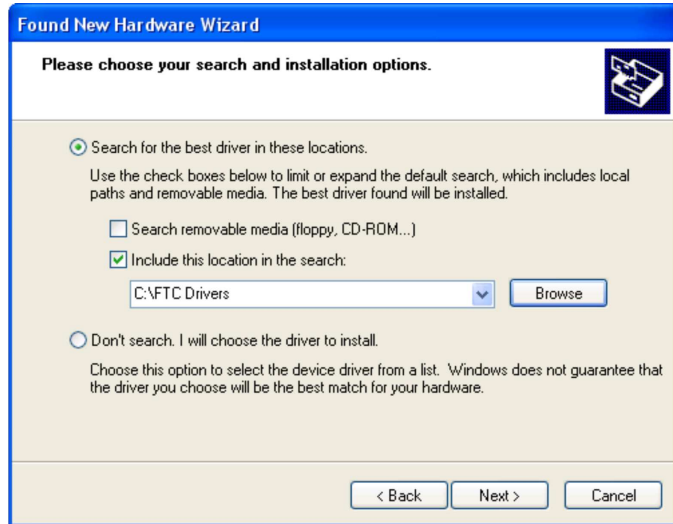 Found New Hardware Wizard
Please choose your search and installation options.
Search for the best driver in these locations.
Use the check boxes below to limit or expand the default search, which includes local
paths and removable media. The best driver found will be installed.
Search removable media (floppy, CD-ROM...)
Include this location in the search:
C:\FTC Drivers
Browse
Don't search. I will choose the driver to install.
Choose this option to select the device driver from a list. Windows does not guarantee that
the driver you choose will be the best match for your hardware.
< Back
Next >
Cancel